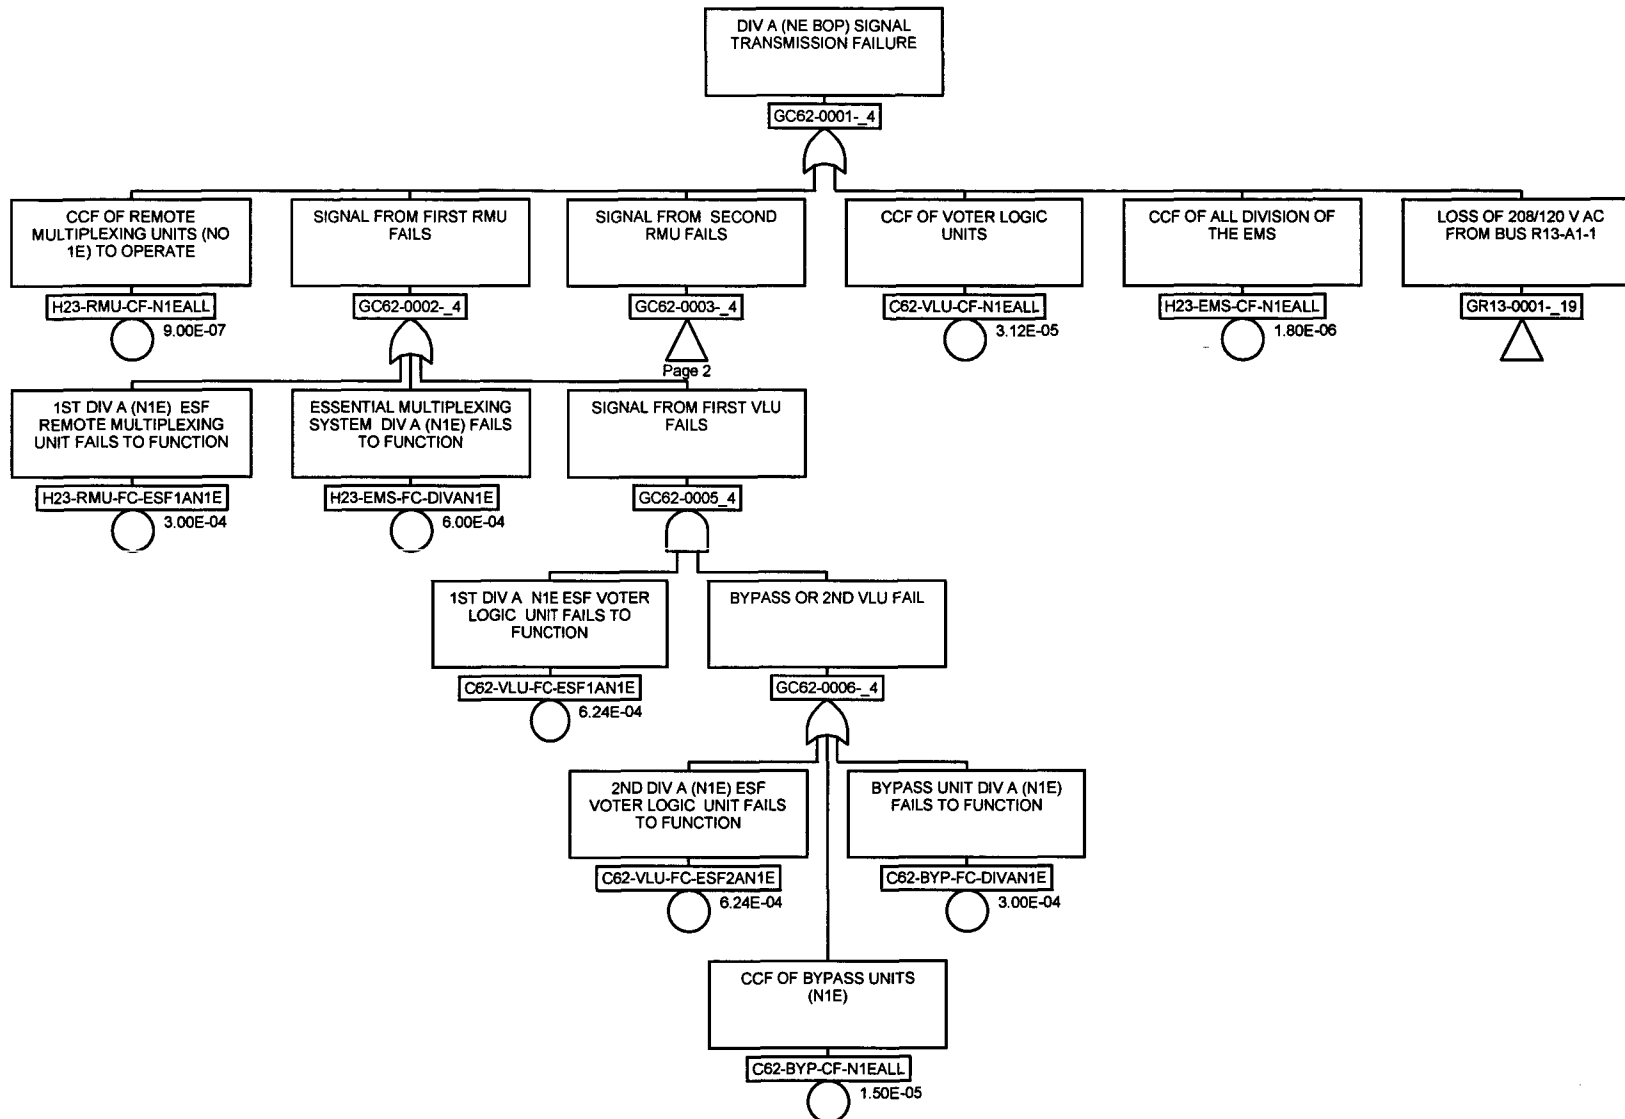 DIV A (NE BOP) SIGNAL
TRANSMISSION FAILURE
GC62-0001-_4
CCF OF REMOTE
MULTIPLEXING UNITS (NO
1E) TO OPERATE
H23-RMU-CF-N1EALL
9.00E-07
SIGNAL FROM FIRST RMU
FAILS
GC62-0002-_4
SIGNAL FROM SECOND
RMU FAILS
GC62-0003-_4
Page 2
CCF OF VOTER LOGIC
UNITS
C62-VLU-CF-N1EALL
3.12E-05
CCF OF ALL DIVISION OF
THE EMS
H23-EMS-CF-N1EALL
1.80E-06
LOSS OF 208/120 V AC
FROM BUS R13-A1-1
GR13-0001-_19
1ST DIV A (N1E) ESF
REMOTE MULTIPLEXING
UNIT FAILS TO FUNCTION
H23-RMU-FC-ESF1AN1E
3.00E-04
ESSENTIAL MULTIPLEXING
SYSTEM DIV A (N1E) FAILS
TO FUNCTION
H23-EMS-FC-DIVAN1E
6.00E-04
SIGNAL FROM FIRST VLU
FAILS
GC62-0005_4
1ST DIV A N1E ESF VOTER
LOGIC UNIT FAILS TO
FUNCTION
C62-VLU-FC-ESF1AN1E
6.24E-04
BYPASS OR 2ND VLU FAIL
GC62-0006-_4
2ND DIV A (N1E) ESF
VOTER LOGIC UNIT FAILS
TO FUNCTION
C62-VLU-FC-ESF2AN1E
6.24E-04
BYPASS UNIT DIV A (N1E)
FAILS TO FUNCTION
C62-BYP-FC-DIVAN1E
3.00E-04
CCF OF BYPASS UNITS
(N1E)
C62-BYP-CF-N1EALL
1.50E-05